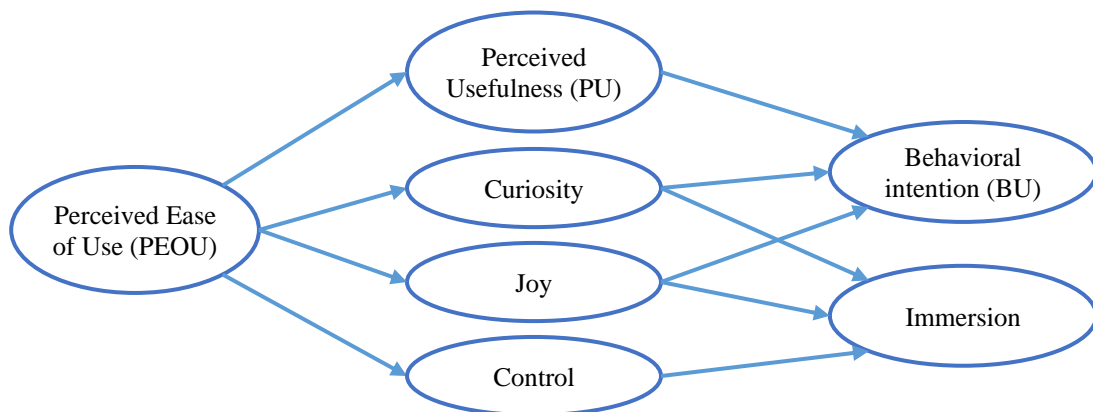 Perceived
Usefulness (PU)
Curiosity
Behavioral
intention (BU)
Perceived Ease
of Use (PEOU)
Joy
Immersion
Control